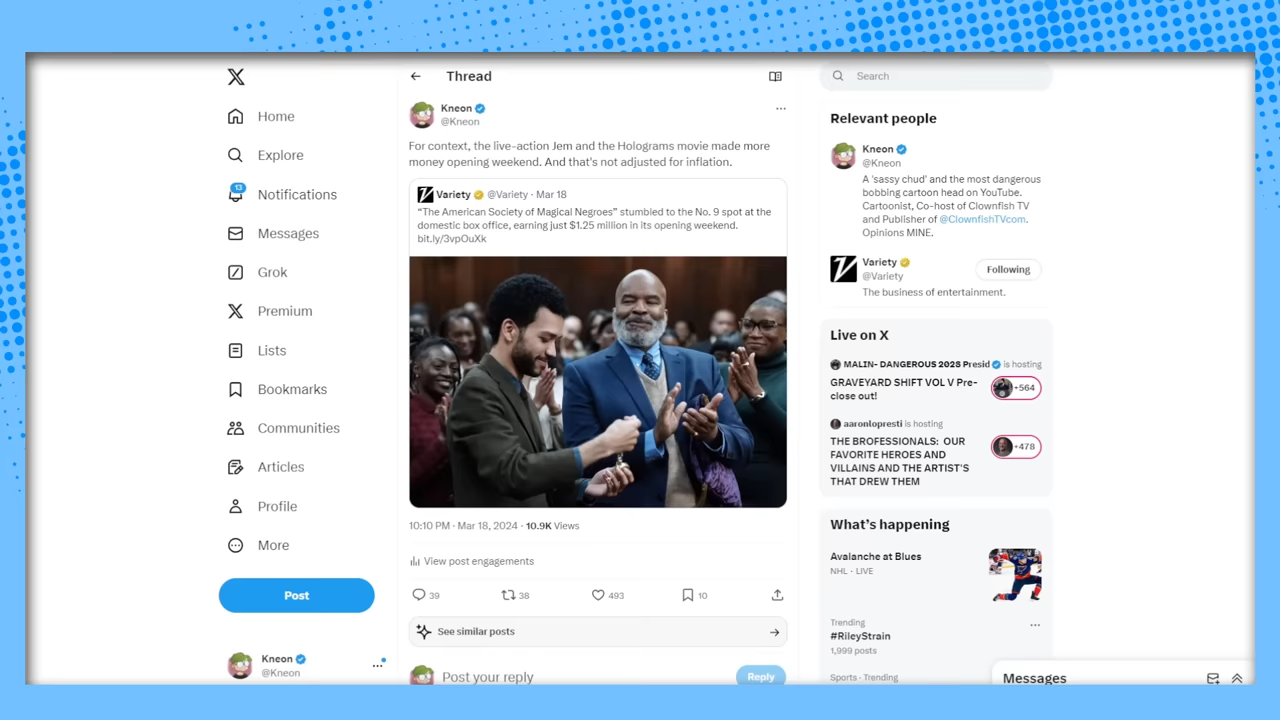 Home
Explore
13
Notifications
Messages
Grok
Premium
Lists
Bookmarks
Communities
Articles
Profile
More
Post
Kneon
@Kneon
Thread
Kneon
@Kneon
For context, the live-action Jem and the Holograms movie made more
money opening weekend. And that's not adjusted for inflation.
Variety @Variety · Mar 18
“The American Society of Magical Negroes” stumbled to the No. 9 spot at the
domestic box office, earning just $1.25 million in its opening weekend.
bit.ly/3vpOuXk
10:10 PM · Mar 18, 2024 · 10.9K Views
View post engagements
39 38 493 10
See similar posts
Post your reply
Reply
Search
Relevant people
Kneon
@Kneon
A 'sassy chud' and the most dangerous
bobbing cartoon head on YouTube.
Cartoonist, Co-host of Clownfish TV
and Publisher of @ClownfishTVcom.
Opinions MINE.
Variety
@Variety
Following
The business of entertainment.
Live on X
MALIN- DANGEROUS 2028 Presid is hosting
GRAVEYARD SHIFT VOL V Pre-
close out!
+564
aaronlopresti is hosting
THE BROFESSIONALS: OUR
FAVORITE HEROES AND
VILLAINS AND THE ARTIST'S
THAT DREW THEM
+478
What's happening
Avalanche at Blues
NHL · LIVE
Trending
#RileyStrain
1,999 posts
Sports · Trending
Messages